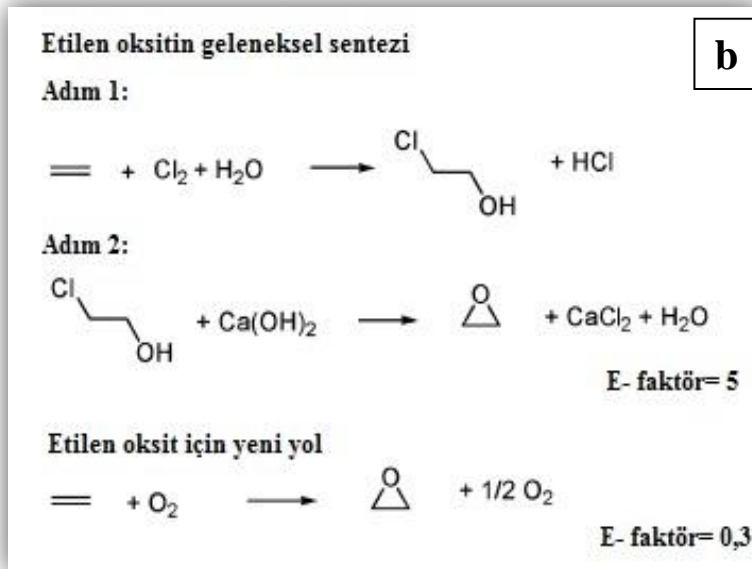 Etilen oksitin geleneksel sentezi
b
Adım 1:
+ Cl₂ + H₂O → Cl OH + HCl
Adım 2:
Cl OH + Ca(OH)₂ → O + CaCl₂ + H₂O
E- faktör= 5
Etilen oksit için yeni yol
+ O₂ → O + 1/2 O₂
E- faktör= 0,3